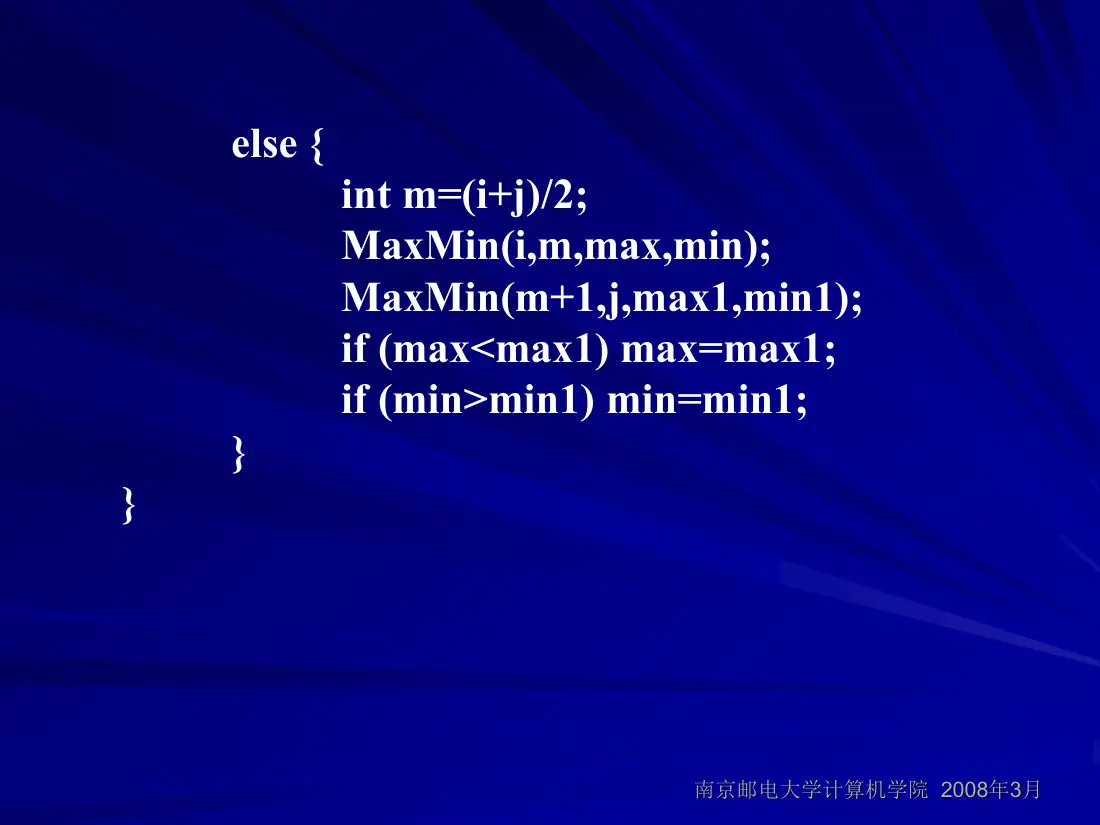 else {
int m=(i+j)/2;
MaxMin(i,m,max,min);
MaxMin(m+1,j,max1,min1);
if (max<max1) max=max1;
if (min>min1) min=min1;
}
}
南京邮电大学计算机学院 2008年3月